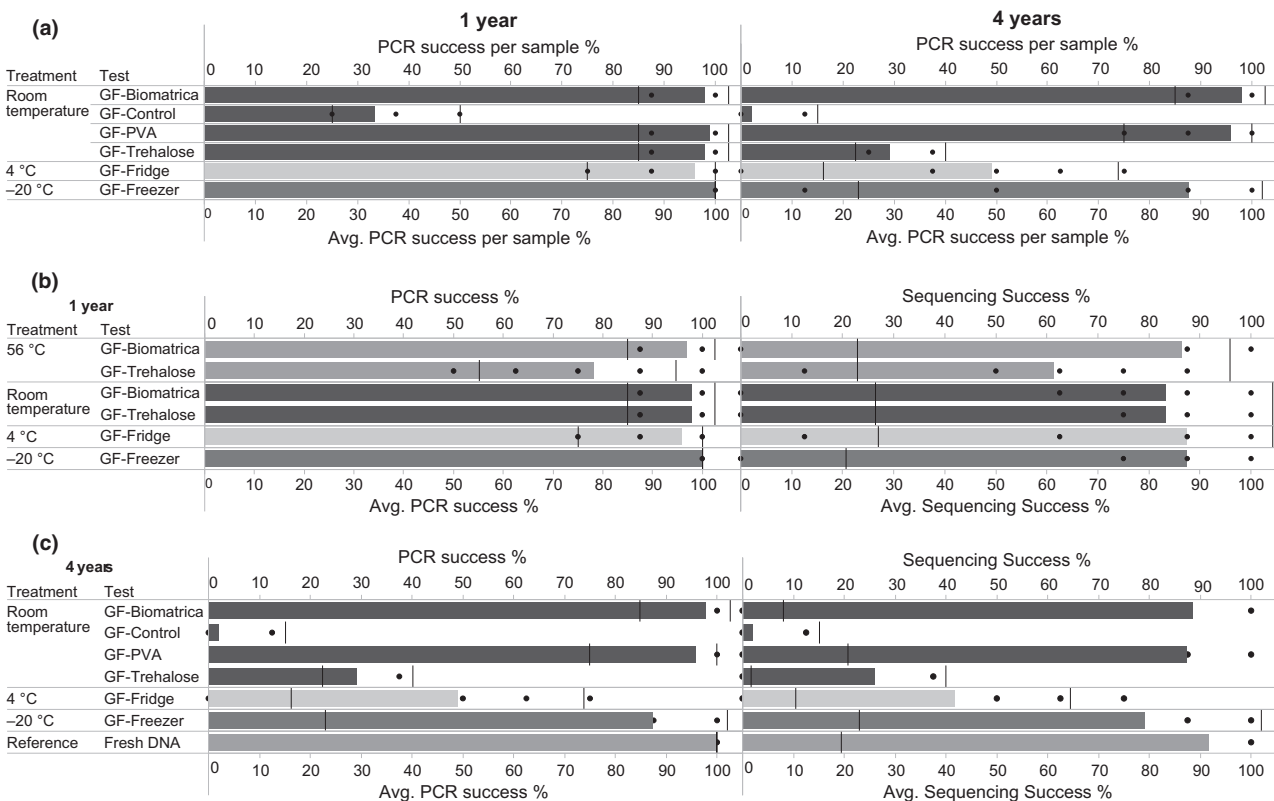 (a)
1 year
4 years
PCR success per sample %
PCR success per sample %
0 10 20 30 40 50 60 70 80 90 100
0 10 20 30 40 50 60 70 80 90 100
Treatment Test
Room temperature
GF-Biomatrica
GF-Control
GF-PVA
GF-Trehalose
4 °C GF-Fridge
–20 °C GF-Freezer
0 10 20 30 40 50 60 70 80 90 100
0 10 20 30 40 50 60 70 80 90 100
Avg. PCR success per sample %
Avg. PCR success per sample %
(b)
1 year
PCR success %
Sequencing Success %
0 10 20 30 40 50 60 70 80 90 100
0 10 20 30 40 50 60 70 80 90 100
Treatment Test
56 °C GF-Biomatrica
GF-Trehalose
Room temperature
GF-Biomatrica
GF-Trehalose
4 °C GF-Fridge
–20 °C GF-Freezer
0 10 20 30 40 50 60 70 80 90 100
0 10 20 30 40 50 60 70 80 90 100
Avg. PCR success %
Avg. Sequencing Success %
(c)
4 years
PCR success %
Sequencing Success %
0 10 20 30 40 50 60 70 80 90 100
0 10 20 30 40 50 60 70 80 90 100
Treatment Test
Room temperature
GF-Biomatrica
GF-Control
GF-PVA
GF-Trehalose
4 °C GF-Fridge
–20 °C GF-Freezer
Reference Fresh DNA
0 10 20 30 40 50 60 70 80 90 100
0 10 20 30 40 50 60 70 80 90 100
Avg. PCR success %
Avg. Sequencing Success %